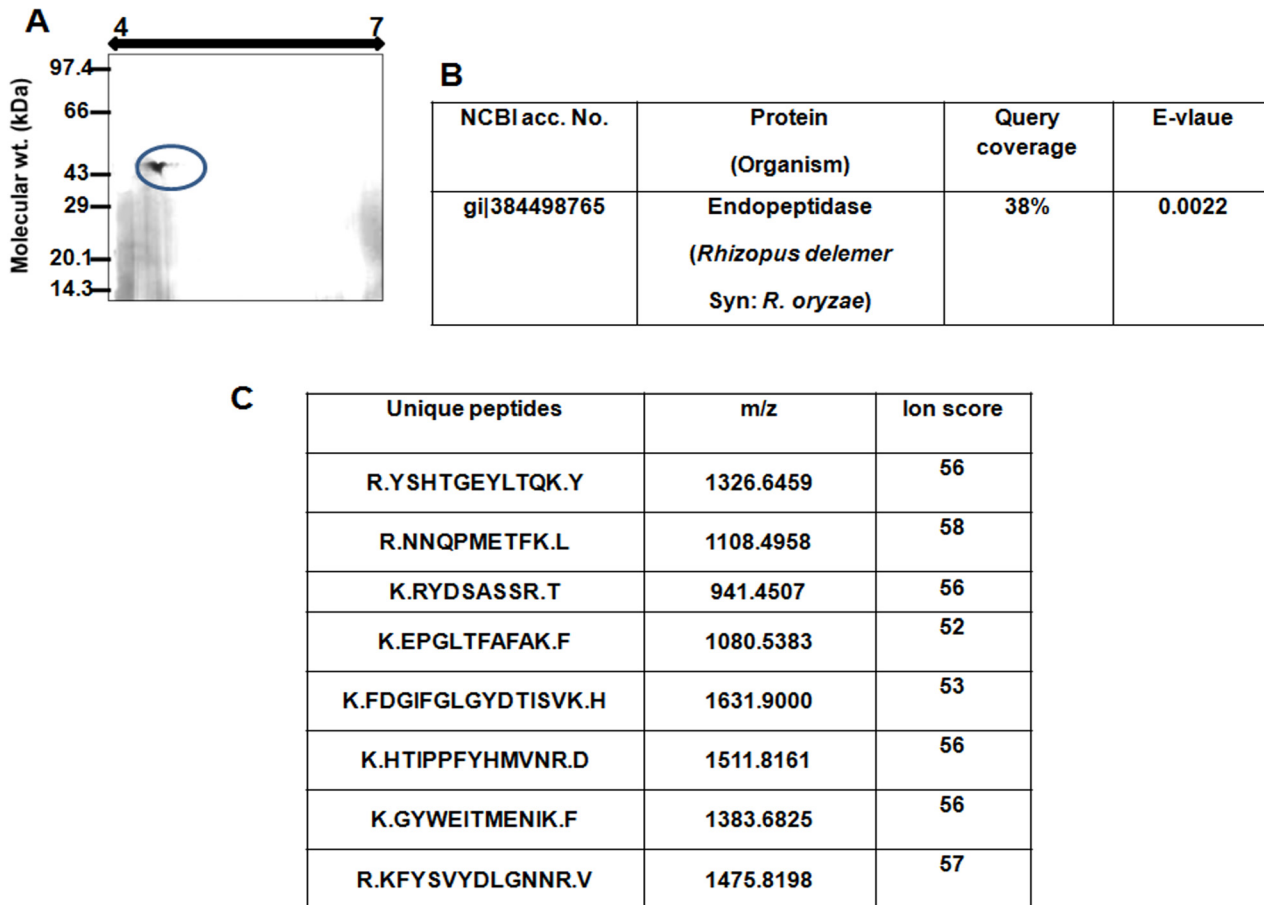 A
4 7
Molecular wt. (kDa)
97.4
66
43
29
20.1
14.3
B
NCBI acc. No. Protein (Organism) Query coverage E-vlaue
gi|384498765 Endopeptidase (Rhizopus delemer Syn: R. oryzae) 38% 0.0022
C
Unique peptides m/z Ion score
R.YSHTGEYLTQK.Y 1326.6459 56
R.NNQPMETFK.L 1108.4958 58
K.RYDSASSR.T 941.4507 56
K.EPGLTFAFAK.F 1080.5383 52
K.FDGIFGLGYDTISVK.H 1631.9000 53
K.HTIPPFYHMVNR.D 1511.8161 56
K.GYWEITMENIK.F 1383.6825 56
R.KFYSVYDLGNNR.V 1475.8198 57